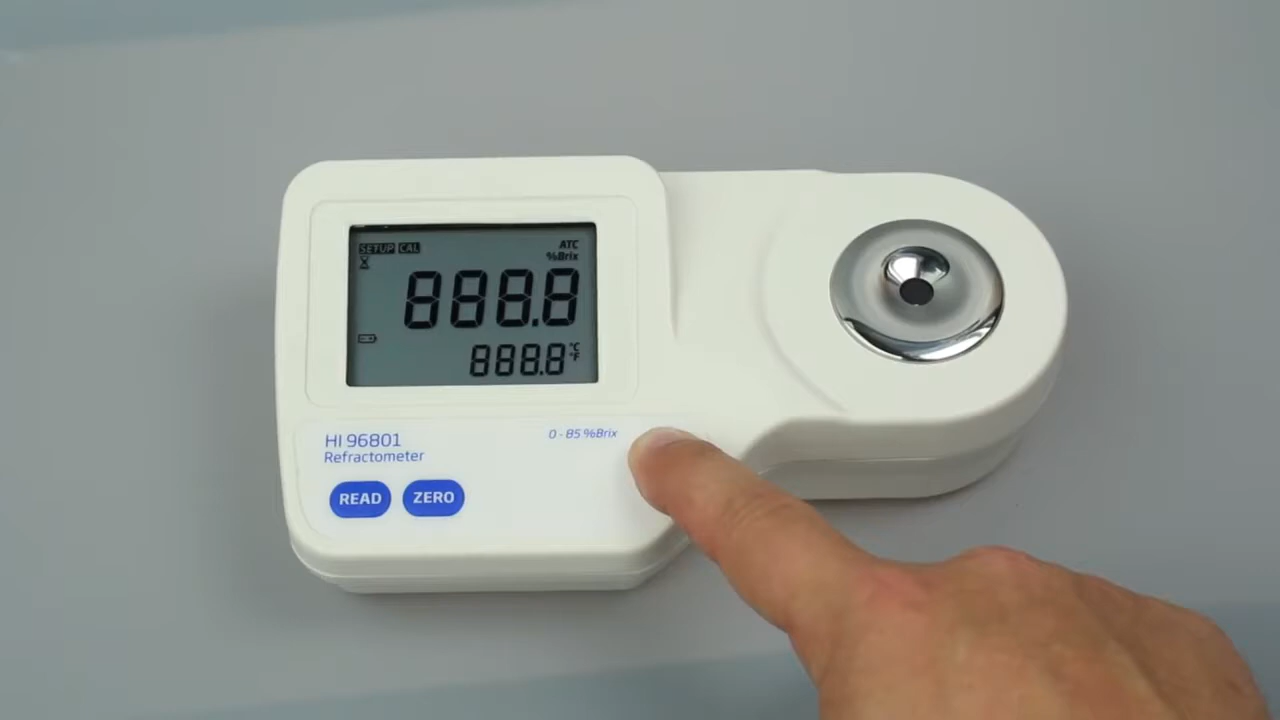 SETUP CAL
ATC
%Brix
888.8
888.8 °C
°F
HI 96801
Refractometer
0 - 85 %Brix
READ
ZERO